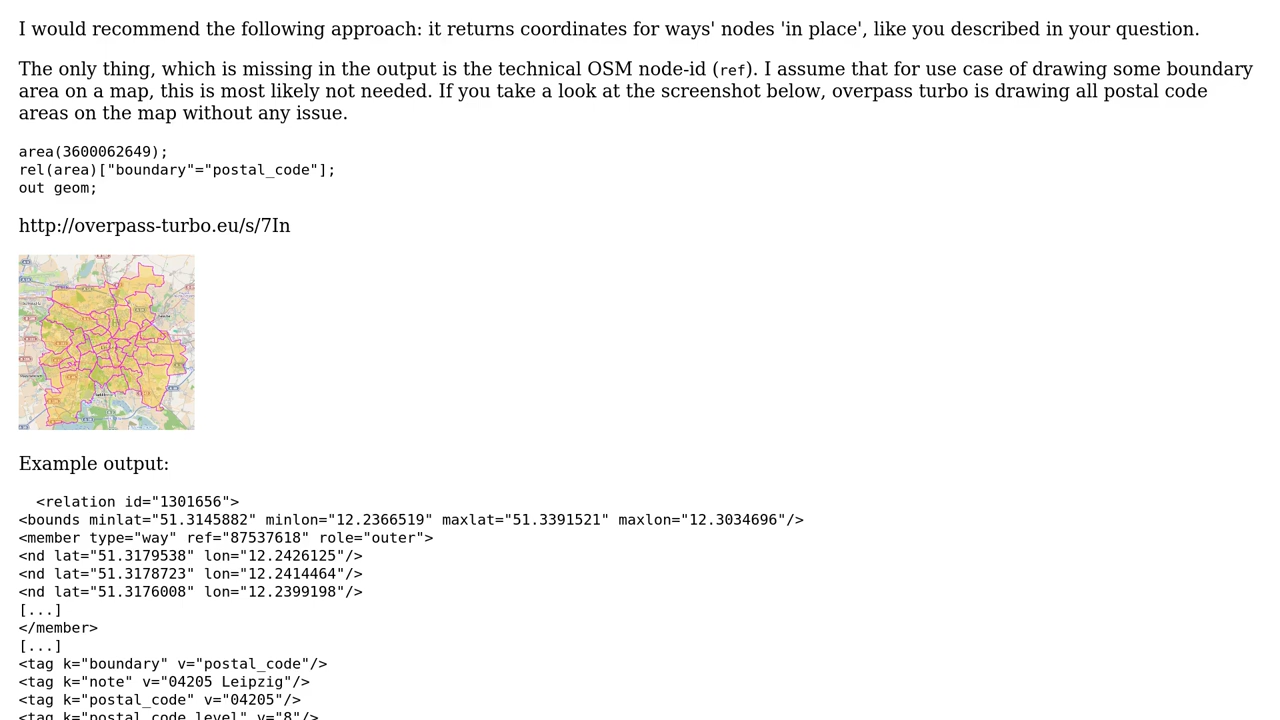 I would recommend the following approach: it returns coordinates for ways' nodes 'in place', like you described in your question.
The only thing, which is missing in the output is the technical OSM node-id (ref). I assume that for use case of drawing some boundary
area on a map, this is most likely not needed. If you take a look at the screenshot below, overpass turbo is drawing all postal code
areas on the map without any issue.
area(3600062649);
rel(area)["boundary"="postal_code"];
out geom;
http://overpass-turbo.eu/s/7In
Example output:
<relation id="1301656">
<bounds minlat="51.3145882" minlon="12.2366519" maxlat="51.3391521" maxlon="12.3034696"/>
<member type="way" ref="87537618" role="outer">
<nd lat="51.3179538" lon="12.2426125"/>
<nd lat="51.3178723" lon="12.2414464"/>
<nd lat="51.3176008" lon="12.2399198"/>
[...]
</member>
[...]
<tag k="boundary" v="postal_code"/>
<tag k="note" v="04205 Leipzig"/>
<tag k="postal_code" v="04205"/>
<tag k="postal_code_level" v="8"/>